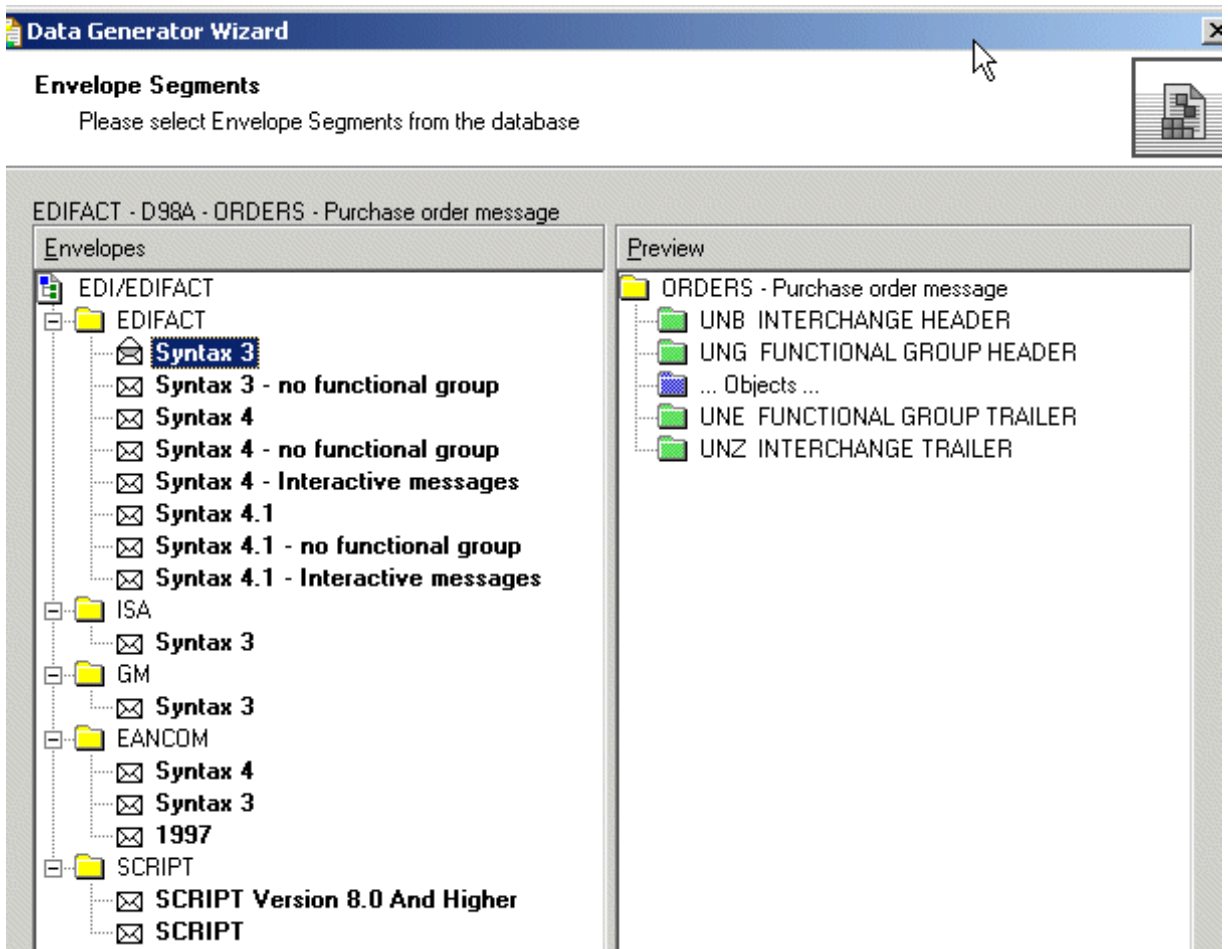 Data Generator Wizard
Envelope Segments
Please select Envelope Segments from the database
EDIFACT - D98A - ORDERS - Purchase order message
Envelopes
EDI/EDIFACT
EDIFACT
Syntax 3
Syntax 3 - no functional group
Syntax 4
Syntax 4 - no functional group
Syntax 4 - Interactive messages
Syntax 4.1
Syntax 4.1 - no functional group
Syntax 4.1 - Interactive messages
ISA
Syntax 3
GM
Syntax 3
EANCOM
Syntax 4
Syntax 3
1997
SCRIPT
SCRIPT Version 8.0 And Higher
SCRIPT
Preview
ORDERS - Purchase order message
UNB INTERCHANGE HEADER
UNG FUNCTIONAL GROUP HEADER
... Objects ...
UNE FUNCTIONAL GROUP TRAILER
UNZ INTERCHANGE TRAILER